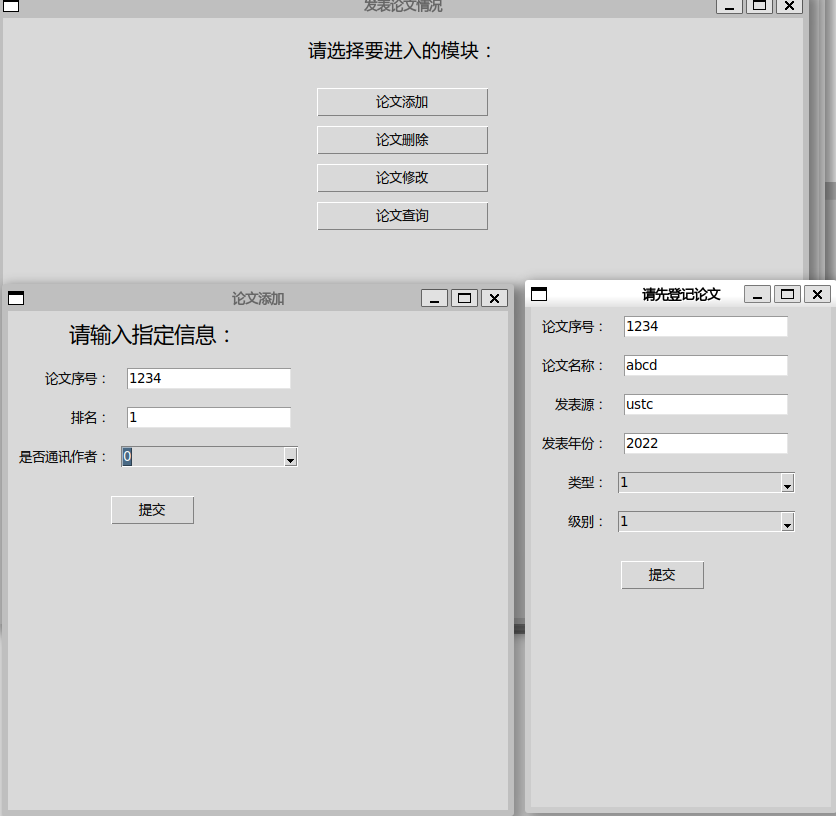 发表论文情况
请选择要进入的模块：
论文添加
论文删除
论文修改
论文查询
论文添加
请输入指定信息：
论文序号： 1234
排名： 1
是否通讯作者： 0
提交
请先登记论文
论文序号： 1234
论文名称： abcd
发表源： ustc
发表年份： 2022
类型： 1
级别： 1
提交